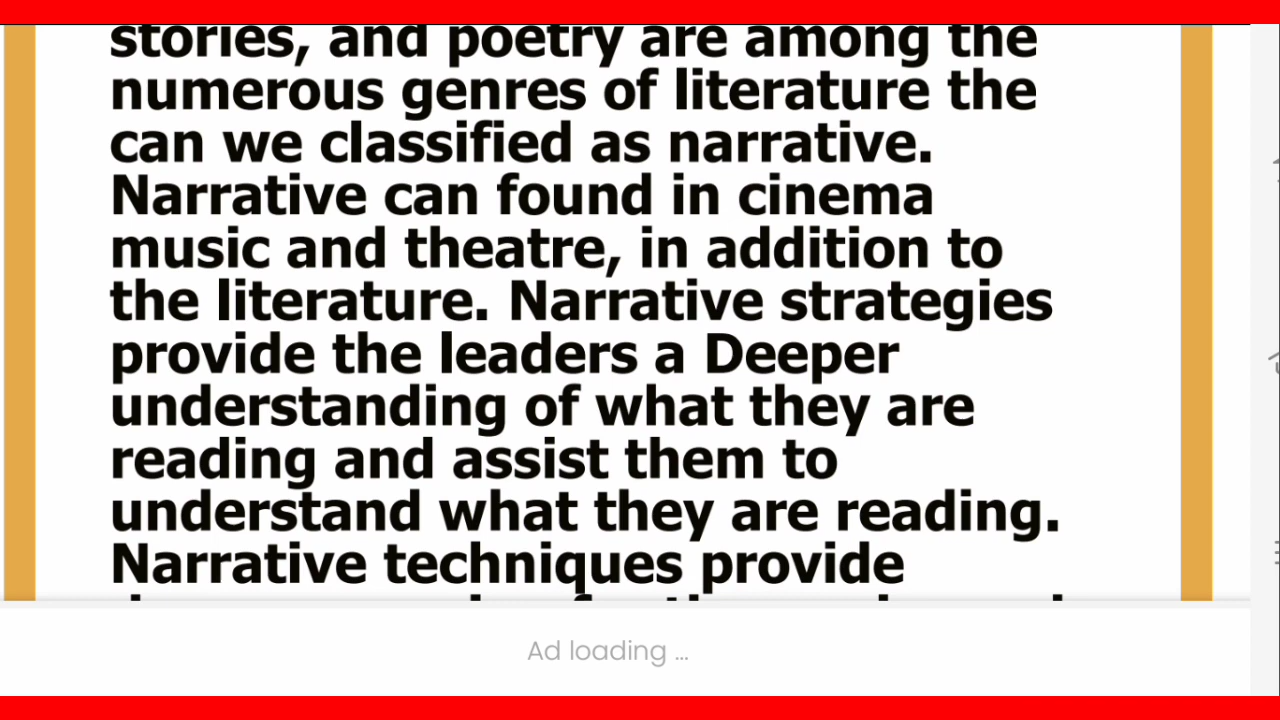 stories, and poetry are among the
numerous genres of literature the
can we classified as narrative.
Narrative can found in cinema
music and theatre, in addition to
the literature. Narrative strategies
provide the leaders a Deeper
understanding of what they are
reading and assist them to
understand what they are reading.
Narrative techniques provide
Ad loading ...